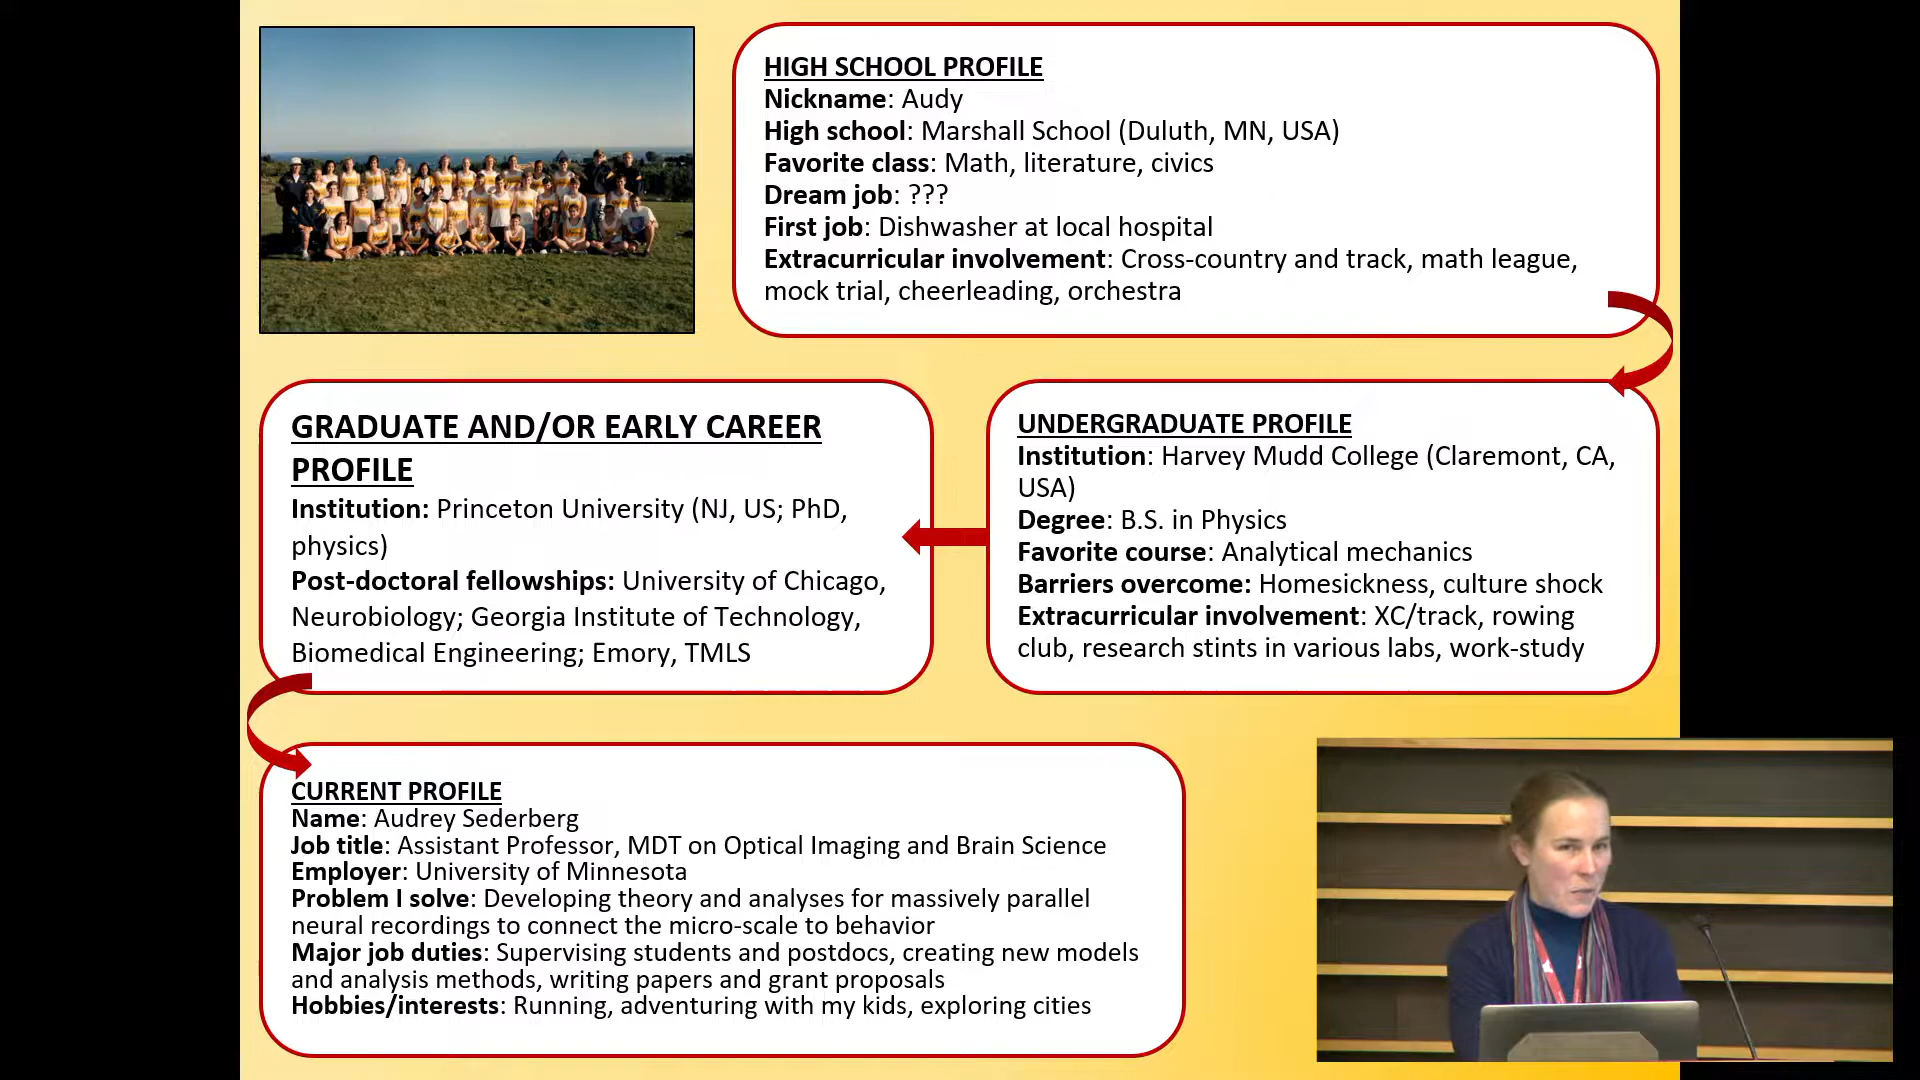 HIGH SCHOOL PROFILE
Nickname: Audy
High school: Marshall School (Duluth, MN, USA)
Favorite class: Math, literature, civics
Dream job: ???
First job: Dishwasher at local hospital
Extracurricular involvement: Cross-country and track, math league,
mock trial, cheerleading, orchestra
UNDERGRADUATE PROFILE
Institution: Harvey Mudd College (Claremont, CA,
USA)
Degree: B.S. in Physics
Favorite course: Analytical mechanics
Barriers overcome: Homesickness, culture shock
Extracurricular involvement: XC/track, rowing
club, research stints in various labs, work-study
GRADUATE AND/OR EARLY CAREER
PROFILE
Institution: Princeton University (NJ, US; PhD,
physics)
Post-doctoral fellowships: University of Chicago,
Neurobiology; Georgia Institute of Technology,
Biomedical Engineering; Emory, TMLS
CURRENT PROFILE
Name: Audrey Sederberg
Job title: Assistant Professor, MDT on Optical Imaging and Brain Science
Employer: University of Minnesota
Problem I solve: Developing theory and analyses for massively parallel
neural recordings to connect the micro-scale to behavior
Major job duties: Supervising students and postdocs, creating new models
and analysis methods, writing papers and grant proposals
Hobbies/interests: Running, adventuring with my kids, exploring cities